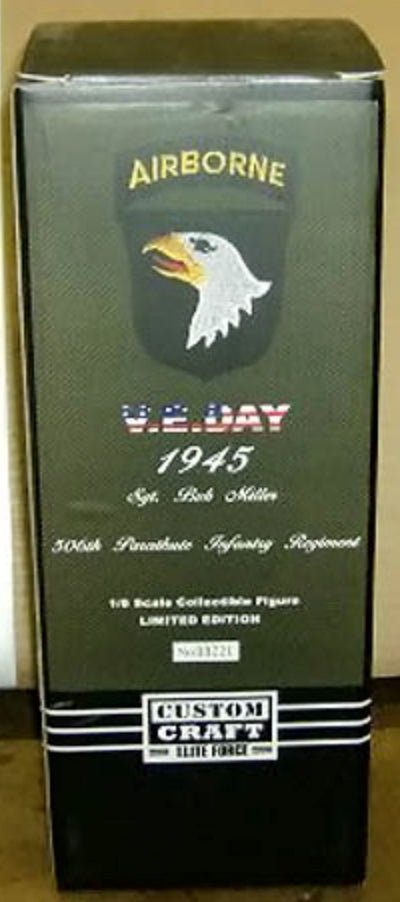 AIRBORNE
V.E.DAY
1945
Sgt. Bob Miller
506th Parachute Infantry Regiment
1/6 Scale Collectible Figure
LIMITED EDITION
CUSTOM
CRAFT
ELITE FORCE